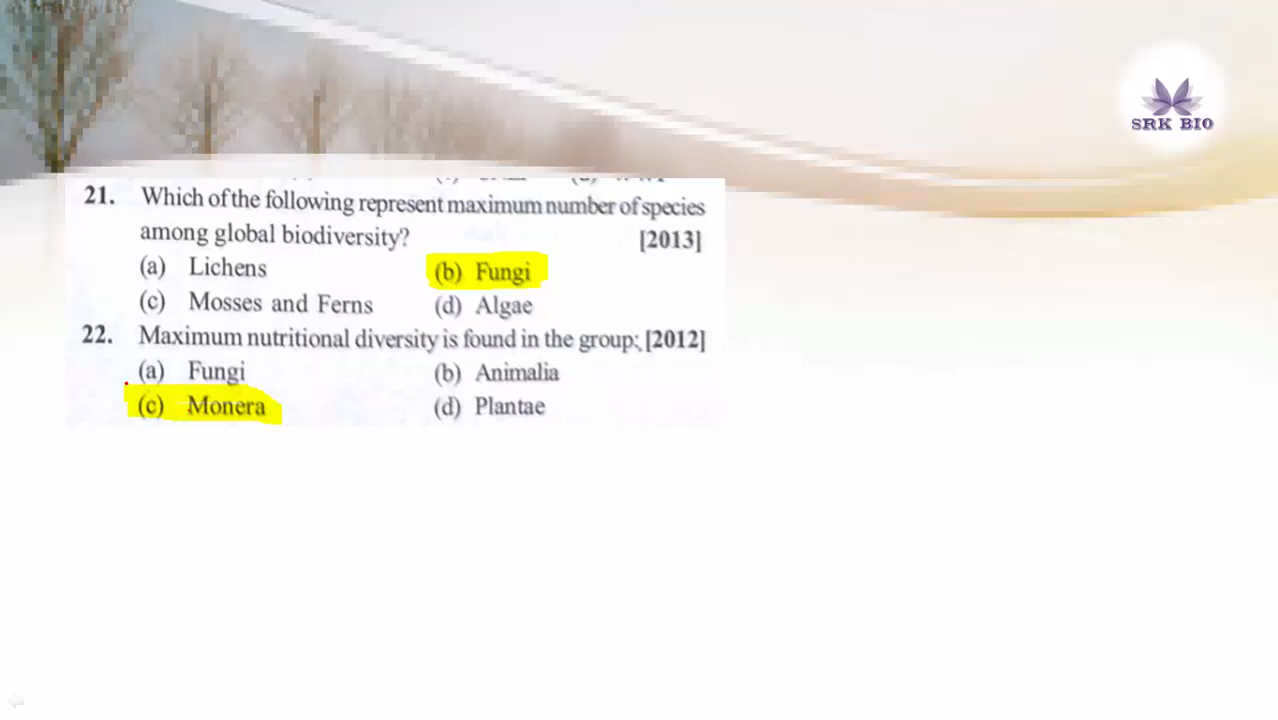 SRK BIO
21. Which of the following represent maximum number of species
among global biodiversity? [2013]
(a) Lichens (b) Fungi
(c) Mosses and Ferns (d) Algae
22. Maximum nutritional diversity is found in the group: [2012]
(a) Fungi (b) Animalia
(c) Monera (d) Plantae